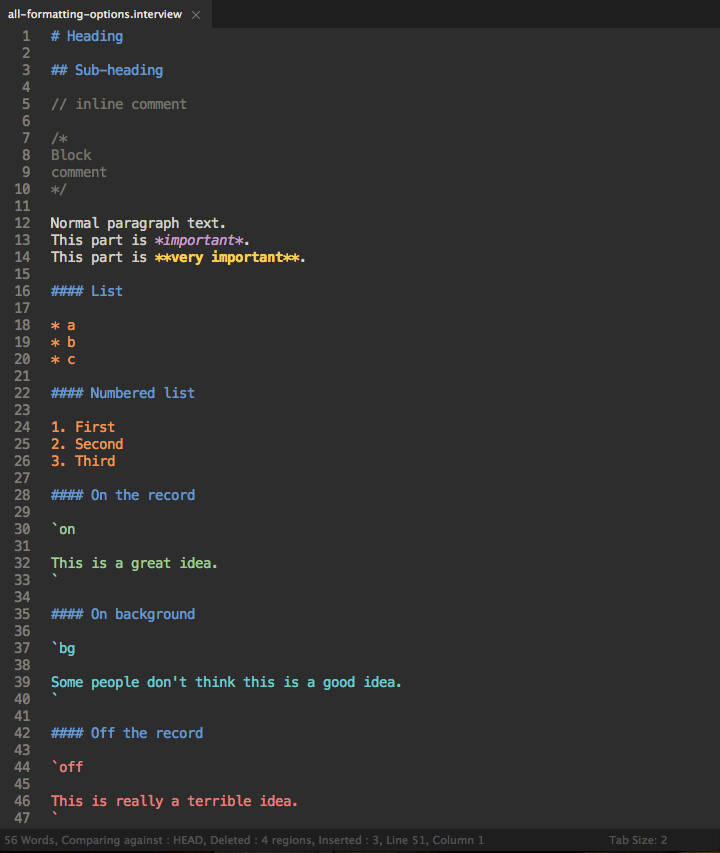 all-formatting-options.interview ×
1 # Heading
2
3 ## Sub-heading
4
5 // inline comment
6
7 /*
8 Block
9 comment
10 */
11
12 Normal paragraph text.
13 This part is *important*.
14 This part is **very important**.
15
16 #### List
17
18 * a
19 * b
20 * c
21
22 #### Numbered list
23
24 1. First
25 2. Second
26 3. Third
27
28 #### On the record
29
30 `on
31
32 This is a great idea.
33 `
34
35 #### On background
36
37 `bg
38
39 Some people don't think this is a good idea.
40 `
41
42 #### Off the record
43
44 `off
45
46 This is really a terrible idea.
47 `
56 Words, Comparing against : HEAD, Deleted : 4 regions, Inserted : 3, Line 51, Column 1 Tab Size: 2